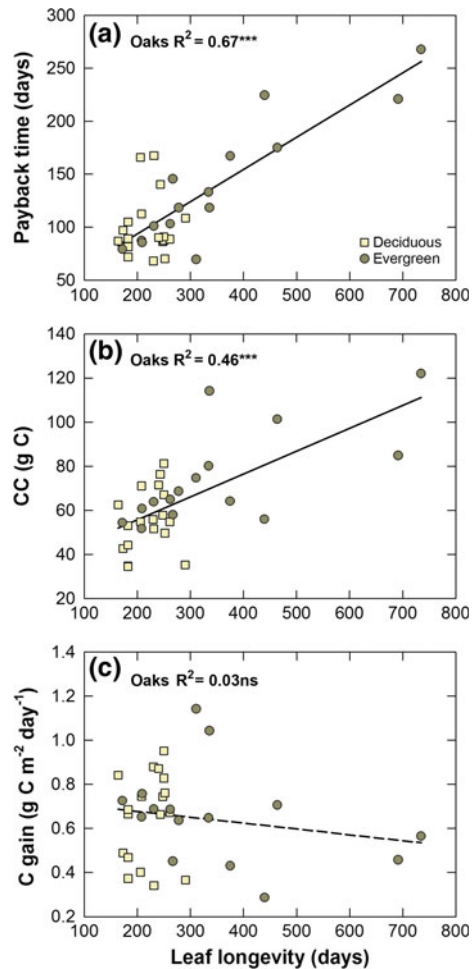 (a) Oaks R² = 0.67***
300
250
200
150
100
50
Payback time (days)
Deciduous
Evergreen
100 200 300 400 500 600 700 800
(b) Oaks R² = 0.46***
140
120
100
80
60
40
20
CC (g C)
100 200 300 400 500 600 700 800
(c) Oaks R² = 0.03ns
1.4
1.2
1.0
0.8
0.6
0.4
0.2
C gain (g C m⁻² day⁻¹)
100 200 300 400 500 600 700 800
Leaf longevity (days)